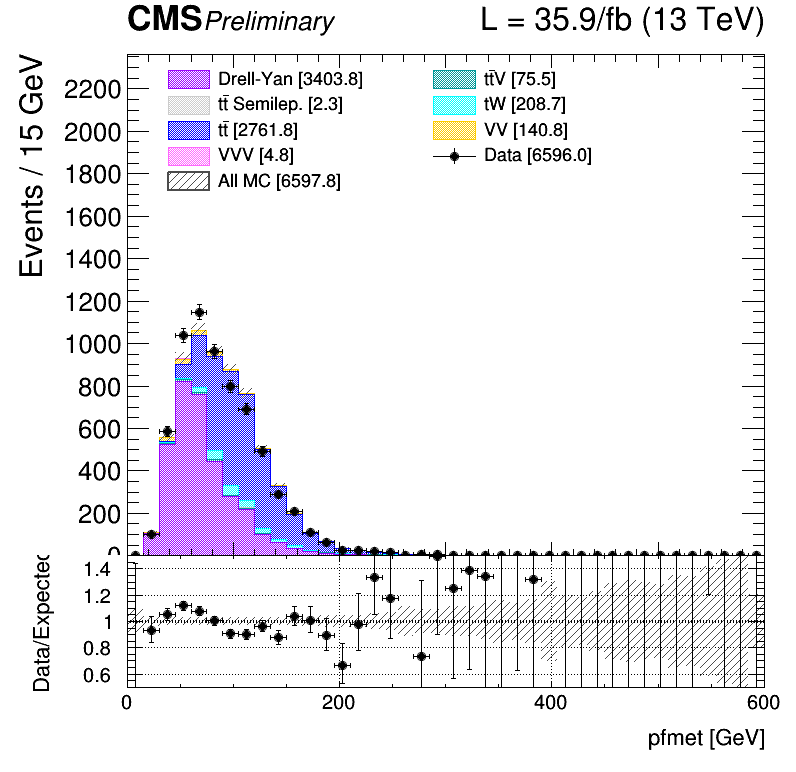 CMS Preliminary L = 35.9/fb (13 TeV)
Events / 15 GeV
Drell-Yan [3403.8]
tt̄ Semilep. [2.3]
tt̄ [2761.8]
VVV [4.8]
All MC [6597.8]
tt̄V [75.5]
tW [208.7]
VV [140.8]
Data [6596.0]
2200
2000
1800
1600
1400
1200
1000
800
600
400
200
0
Data/Expected
1.4
1.2
1
0.8
0.6
0 200 400 600
pfmet [GeV]